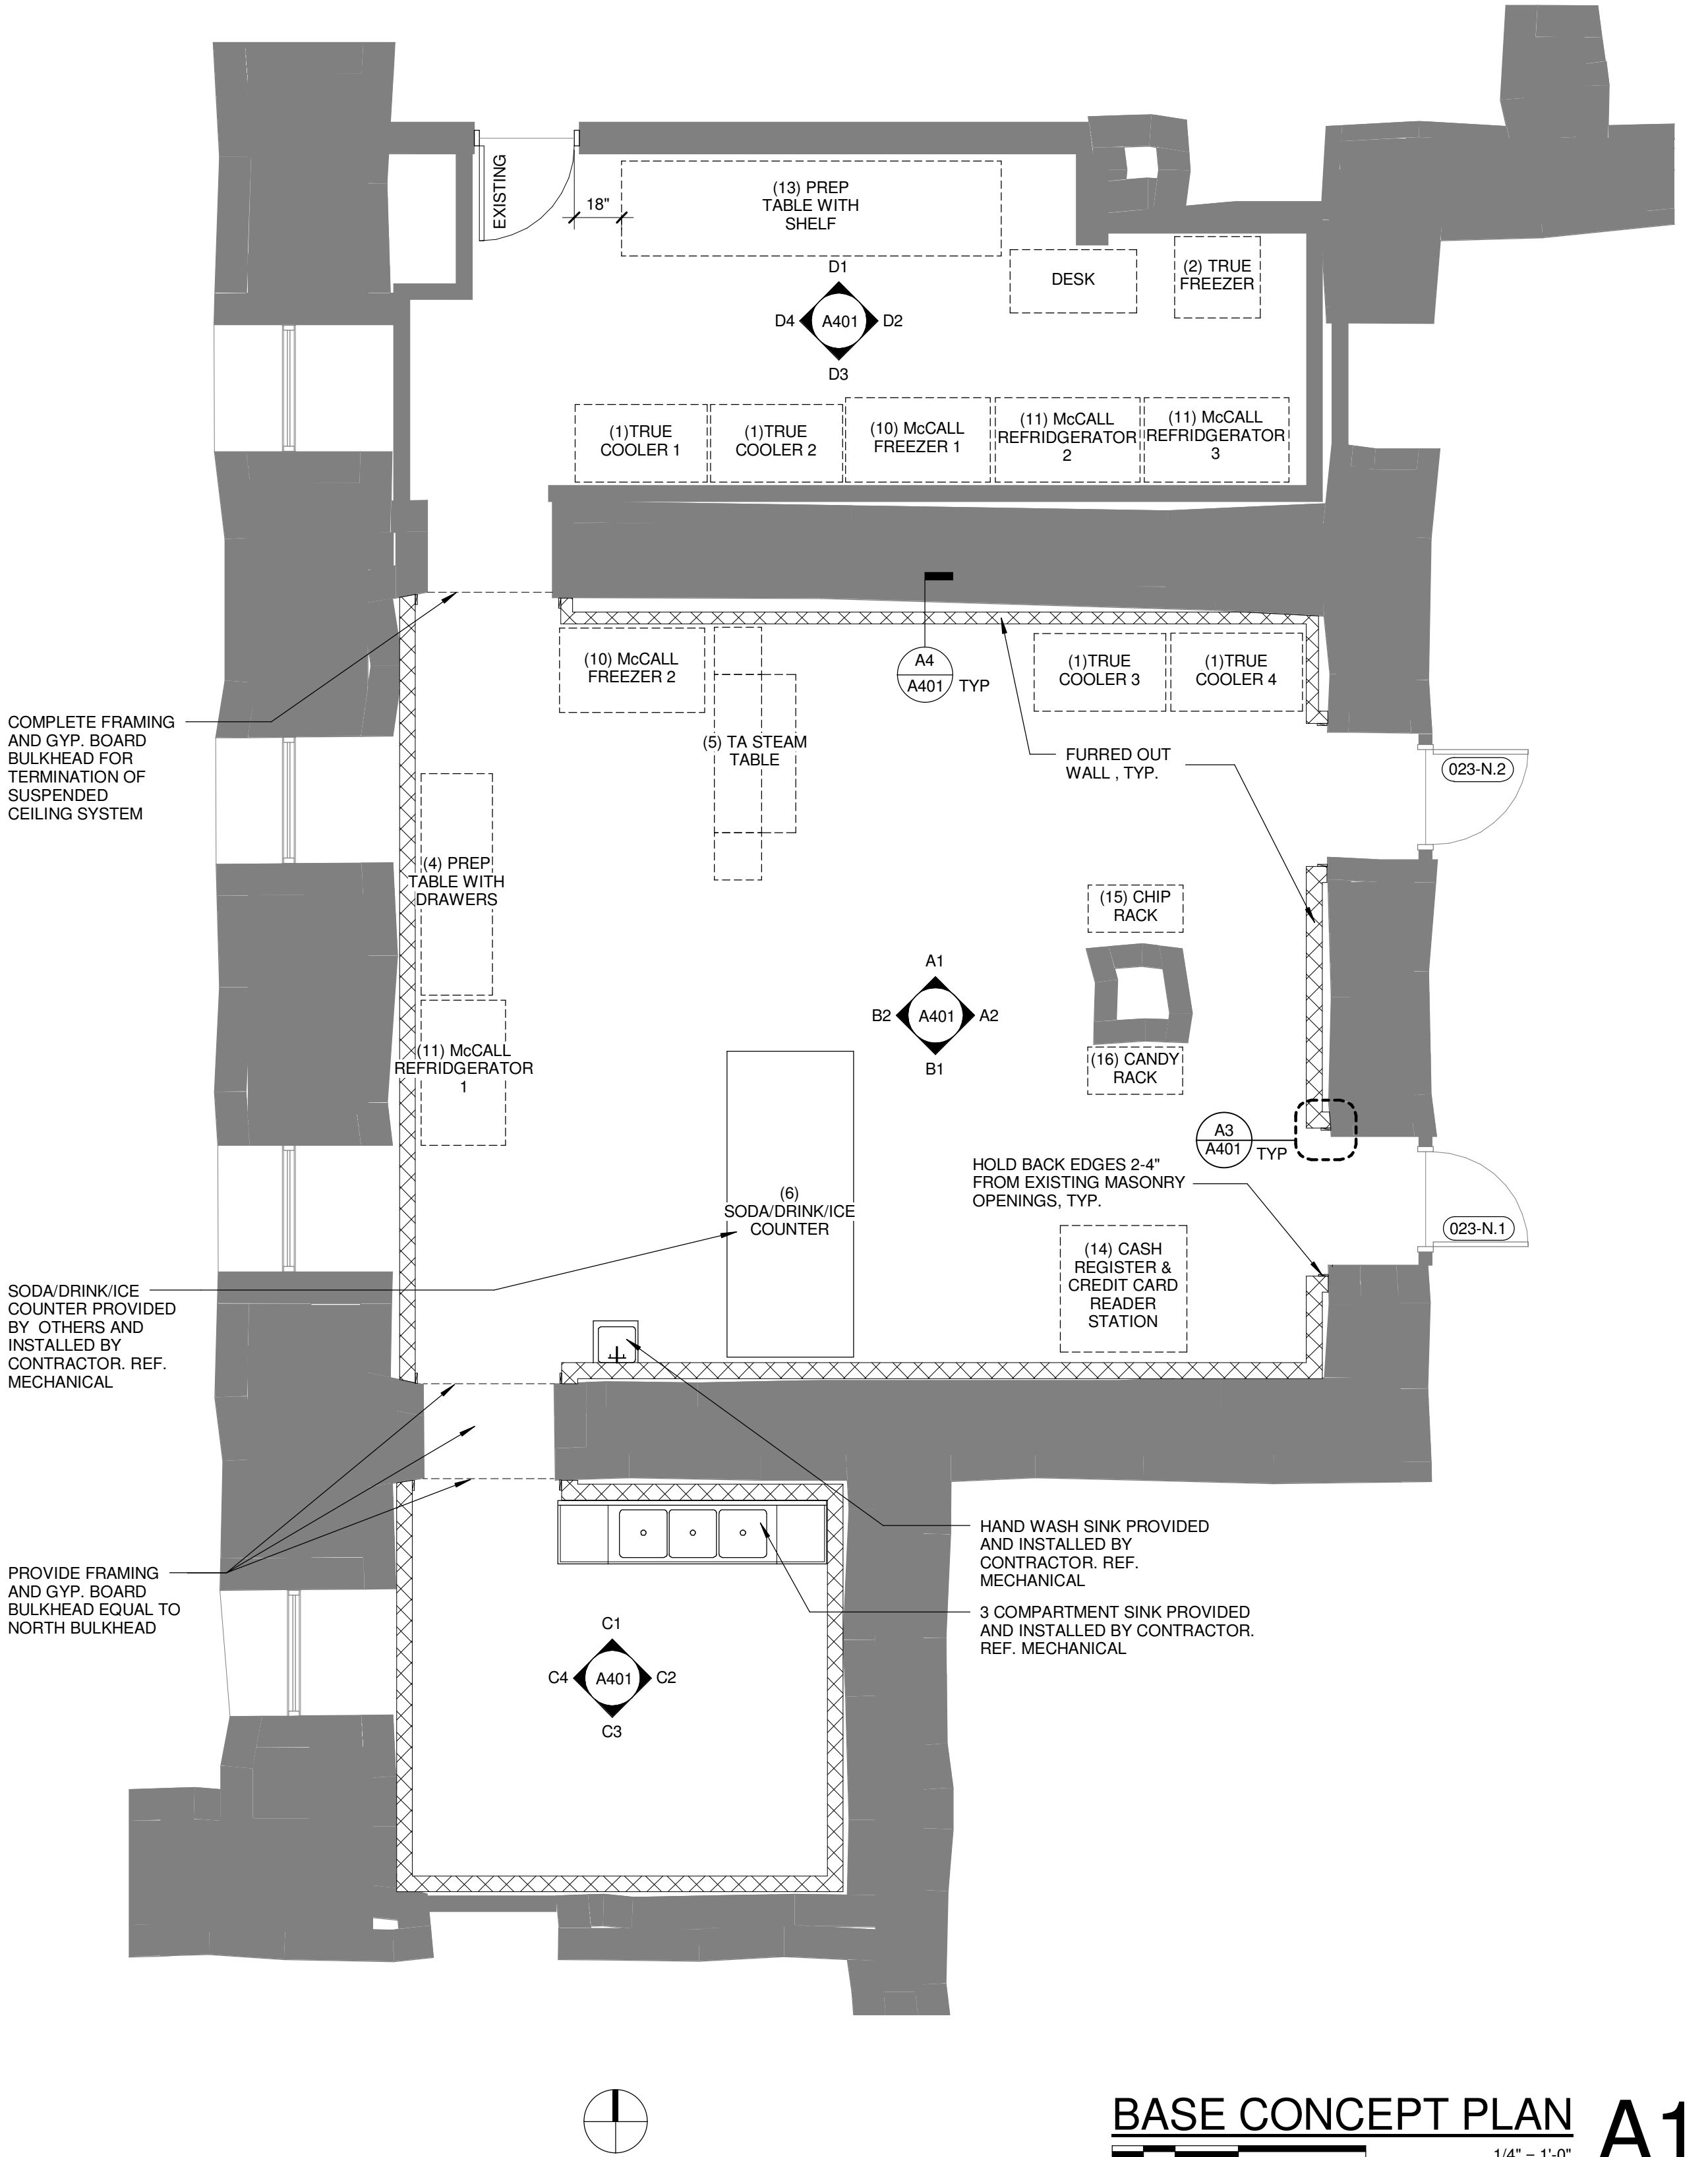 EXISTING
18"
(13) PREP
TABLE WITH
SHELF
DESK
(2) TRUE
FREEZER
D1
D4
A401
D2
D3
(1)TRUE
COOLER 1
(1)TRUE
COOLER 2
(10) McCALL
FREEZER 1
(11) McCALL
REFRIDGERATOR
2
(11) McCALL
REFRIDGERATOR
3
(10) McCALL
FREEZER 2
A4
A401
TYP
(1)TRUE
COOLER 3
(1)TRUE
COOLER 4
COMPLETE FRAMING
AND GYP. BOARD
BULKHEAD FOR
TERMINATION OF
SUSPENDED
CEILING SYSTEM
(5) TA STEAM
TABLE
FURRED OUT
WALL , TYP.
023-N.2
(4) PREP
TABLE WITH
DRAWERS
(15) CHIP
RACK
A1
B2
A401
A2
B1
(11) McCALL
REFRIDGERATOR
1
(16) CANDY
RACK
A3
A401
TYP
HOLD BACK EDGES 2-4"
FROM EXISTING MASONRY
OPENINGS, TYP.
(6)
SODA/DRINK/ICE
COUNTER
023-N.1
(14) CASH
REGISTER &
CREDIT CARD
READER
STATION
SODA/DRINK/ICE
COUNTER PROVIDED
BY OTHERS AND
INSTALLED BY
CONTRACTOR. REF.
MECHANICAL
HAND WASH SINK PROVIDED
AND INSTALLED BY
CONTRACTOR. REF.
MECHANICAL
PROVIDE FRAMING
AND GYP. BOARD
BULKHEAD EQUAL TO
NORTH BULKHEAD
3 COMPARTMENT SINK PROVIDED
AND INSTALLED BY CONTRACTOR.
REF. MECHANICAL
C1
C4
A401
C2
C3
BASE CONCEPT PLAN
A1
1/4" = 1'-0"